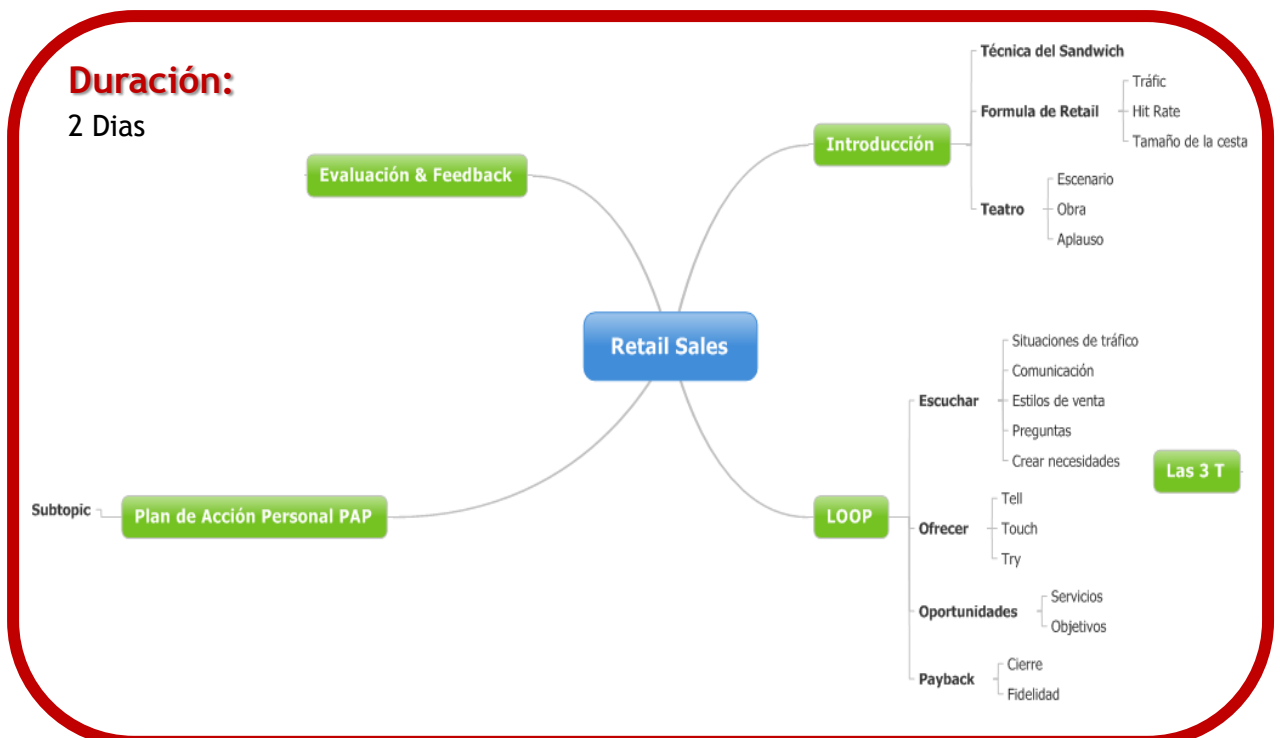 Duración:
2 Dias
Retail Sales
Introducción
Técnica del Sandwich
Formula de Retail
Tráfic
Hit Rate
Tamaño de la cesta
Teatro
Escenario
Obra
Aplauso
LOOP
Escuchar
Situaciones de tráfico
Comunicación
Estilos de venta
Preguntas
Crear necesidades
Las 3 T
Ofrecer
Tell
Touch
Try
Oportunidades
Servicios
Objetivos
Payback
Cierre
Fidelidad
Plan de Acción Personal PAP
Subtopic
Evaluación & Feedback